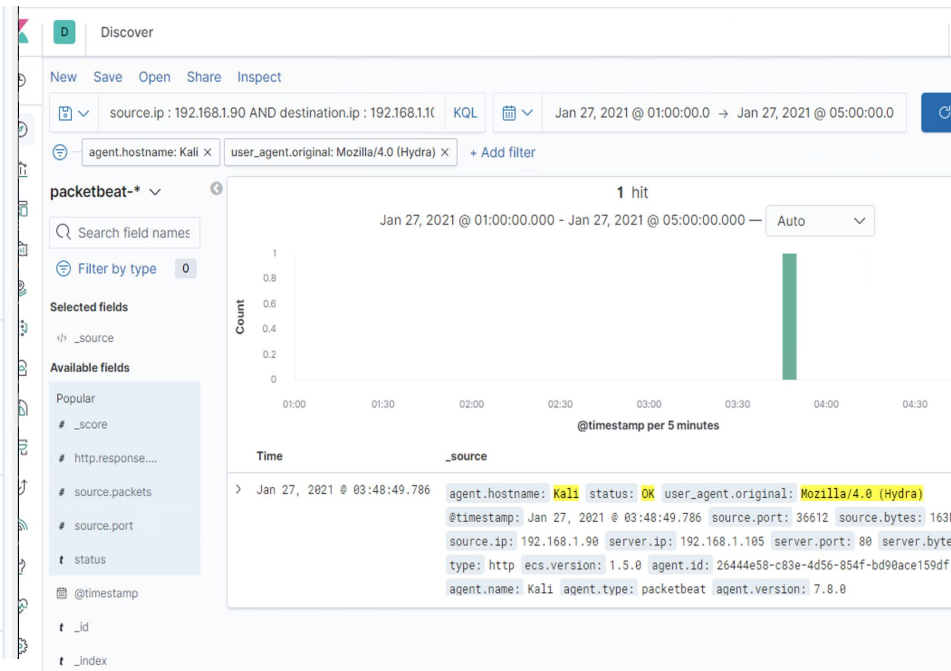 D Discover
New Save Open Share Inspect
source.ip : 192.168.1.90 AND destination.ip : 192.168.1.10 KQL Jan 27, 2021 @ 01:00:00.0 → Jan 27, 2021 @ 05:00:00.0
agent.hostname: Kali × user_agent.original: Mozilla/4.0 (Hydra) × + Add filter
packetbeat-*
1 hit
Jan 27, 2021 @ 01:00:00.000 - Jan 27, 2021 @ 05:00:00.000 — Auto
Search field names
Filter by type 0
Selected fields
</> _source
Available fields
Popular
# _score
# http.response....
# source.packets
# source.port
t status
@timestamp
t _id
t _index
Count
1
0.8
0.6
0.4
0.2
0
01:00 01:30 02:00 02:30 03:00 03:30 04:00 04:30
@timestamp per 5 minutes
Time _source
> Jan 27, 2021 @ 03:48:49.786 agent.hostname: Kali status: OK user_agent.original: Mozilla/4.0 (Hydra)
@timestamp: Jan 27, 2021 @ 03:48:49.786 source.port: 36612 source.bytes: 163
source.ip: 192.168.1.90 server.ip: 192.168.1.105 server.port: 80 server.byte
type: http ecs.version: 1.5.0 agent.id: 26444e58-c83e-4d56-854f-bd90ace159df
agent.name: Kali agent.type: packetbeat agent.version: 7.8.0